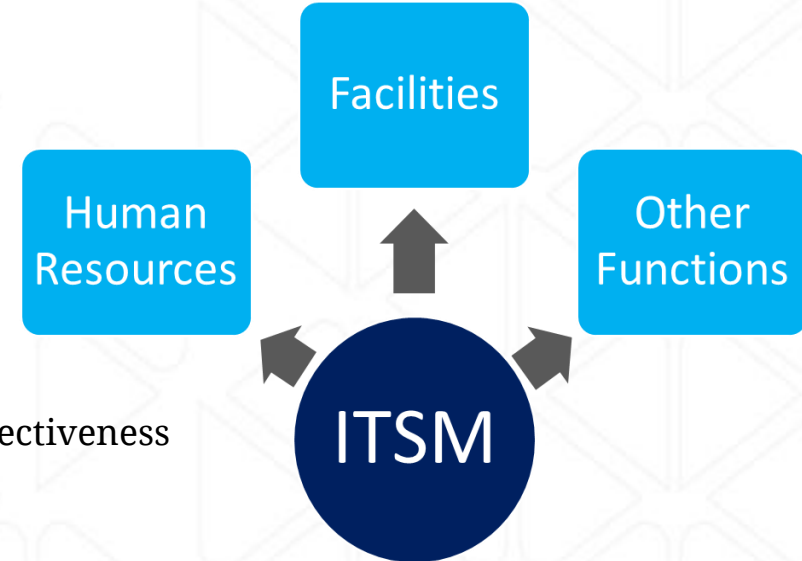 Facilities
Human
Resources
Other
Functions
ectiveness
ITSM